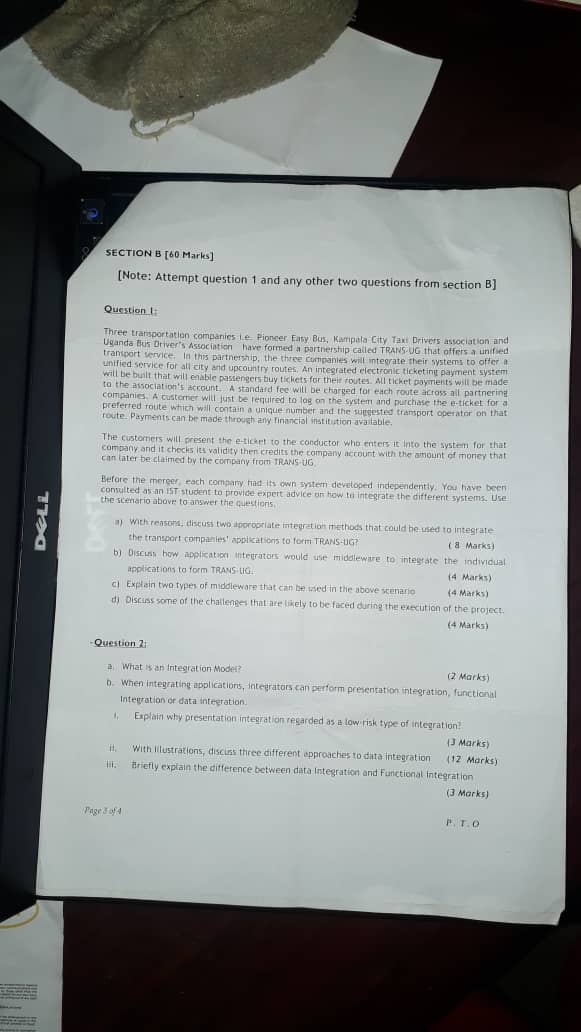 SECTION B [60 Marks]
[Note: Attempt question 1 and any other two questions from section B]
Question 1:
Three transportation companies i.e. Pioneer Easy Bus, Kampala City Taxi Drivers association and
Uganda Bus Driver's Association have formed a partnership called TRANS-UG that offers a unified
transport service. In this partnership, the three companies will integrate their systems to offer a
unified service for all city and upcountry routes. An integrated electronic ticketing payment system
will be built that will enable passengers buy tickets for their routes. All ticket payments will be made
to the association's account. A standard fee will be charged for each route across all partnering
companies. A customer will just be required to log on the system and purchase the e-ticket for a
preferred route which will contain a unique number and the suggested transport operator on that
route. Payments can be made through any financial institution available.
The customers will present the e-ticket to the conductor who enters it into the system for that
company and it checks its validity then credits the company account with the amount of money that
can later be claimed by the company from TRANS-UG.
Before the merger, each company had its own system developed independently. You have been
consulted as an IST student to provide expert advice on how to integrate the different systems. Use
the scenario above to answer the questions.
a) With reasons, discuss two appropriate integration methods that could be used to integrate
the transport companies' applications to form TRANS-UG? ( 8 Marks)
b) Discuss how application integrators would use middleware to integrate the individual
applications to form TRANS-UG. (4 Marks)
c) Explain two types of middleware that can be used in the above scenario (4 Marks)
d) Discuss some of the challenges that are likely to be faced during the execution of the project.
(4 Marks)
Question 2:
a. What is an Integration Model? (2 Marks)
b. When integrating applications, integrators can perform presentation integration, functional
Integration or data integration.
i. Explain why presentation integration regarded as a low-risk type of integration?
(3 Marks)
ii. With Illustrations, discuss three different approaches to data integration (12 Marks)
iii. Briefly explain the difference between data Integration and Functional Integration
(3 Marks)
Page 3 of 4
P. T. O
DELL